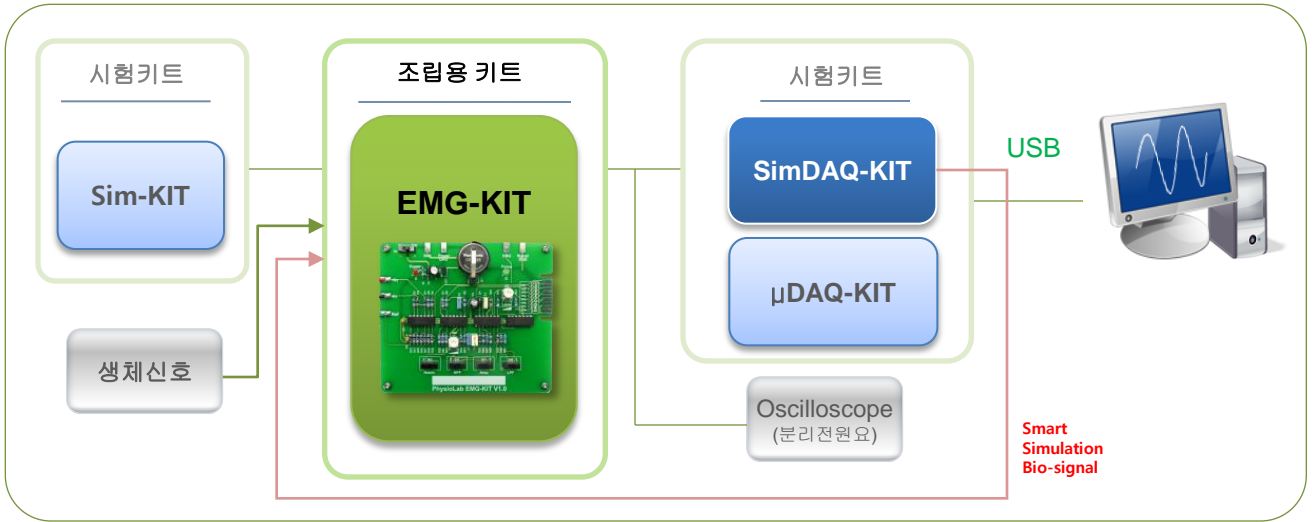 시험키트
Sim-KIT
생체신호
조립용 키트
EMG-KIT
PhysioLab EMG-KIT V1.0
시험키트
SimDAQ-KIT
µDAQ-KIT
Oscilloscope
(분리전원요)
USB
Smart
Simulation
Bio-signal